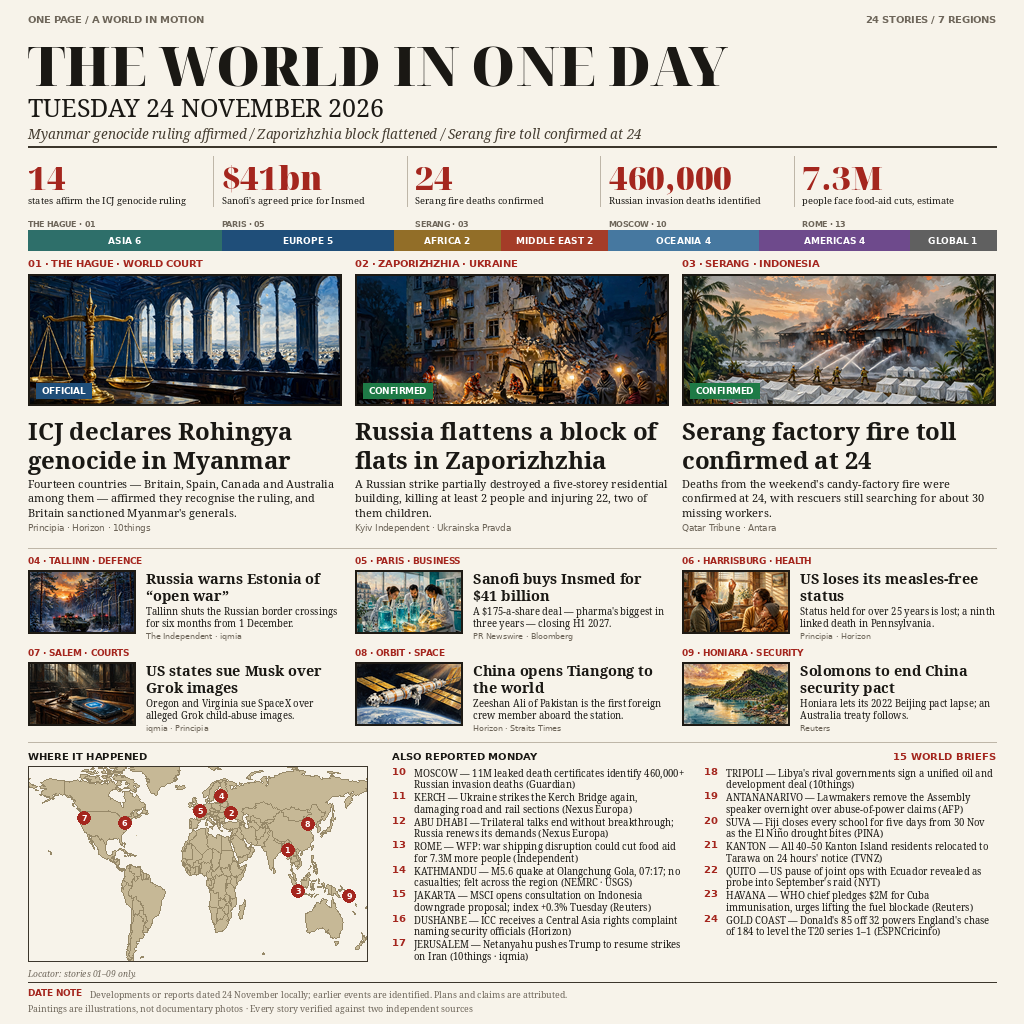 ONE PAGE / A WORLD IN MOTION
24 STORIES / 7 REGIONS
THE WORLD IN ONE DAY
TUESDAY 24 NOVEMBER 2026
Myanmar genocide ruling affirmed / Zaporizhzhia block flattened / Serang fire toll confirmed at 24
14
states affirm the ICJ genocide ruling
THE HAGUE · 01
$41bn
Sanofi's agreed price for Insmed
PARIS · 05
24
Serang fire deaths confirmed
SERANG · 03
460,000
Russian invasion deaths identified
MOSCOW · 10
7.3M
people face food-aid cuts, estimate
ROME · 13
ASIA 6
EUROPE 5
AFRICA 2
MIDDLE EAST 2
OCEANIA 4
AMERICAS 4
GLOBAL 1
01 · THE HAGUE · WORLD COURT
OFFICIAL
ICJ declares Rohingya
genocide in Myanmar
Fourteen countries — Britain, Spain, Canada and Australia
among them — affirmed they recognise the ruling, and
Britain sanctioned Myanmar's generals.
Principia · Horizon · 10things
02 · ZAPORIZHZHIA · UKRAINE
CONFIRMED
Russia flattens a block of
flats in Zaporizhzhia
A Russian strike partially destroyed a five-storey residential
building, killing at least 2 people and injuring 22, two of
them children.
Kyiv Independent · Ukrainska Pravda
03 · SERANG · INDONESIA
CONFIRMED
Serang factory fire toll
confirmed at 24
Deaths from the weekend's candy-factory fire were
confirmed at 24, with rescuers still searching for about 30
missing workers.
Qatar Tribune · Antara
04 · TALLINN · DEFENCE
Russia warns Estonia of
“open war”
Tallinn shuts the Russian border crossings
for six months from 1 December.
The Independent · iqmia
05 · PARIS · BUSINESS
Sanofi buys Insmed for
$41 billion
A $175-a-share deal — pharma's biggest in
three years — closing H1 2027.
PR Newswire · Bloomberg
06 · HARRISBURG · HEALTH
US loses its measles-free
status
Status held for over 25 years is lost; a ninth
linked death in Pennsylvania.
Principia · Horizon
07 · SALEM · COURTS
US states sue Musk over
Grok images
Oregon and Virginia sue SpaceX over
alleged Grok child-abuse images.
iqmia · Principia
08 · ORBIT · SPACE
China opens Tiangong to
the world
Zeeshan Ali of Pakistan is the first foreign
crew member aboard the station.
Horizon · Straits Times
09 · HONIARA · SECURITY
Solomons to end China
security pact
Honiara lets its 2022 Beijing pact lapse; an
Australia treaty follows.
Reuters
WHERE IT HAPPENED
4
5
2
7
6
8
1
3
9
Locator: stories 01–09 only.
ALSO REPORTED MONDAY
15 WORLD BRIEFS
10 MOSCOW — 11M leaked death certificates identify 460,000+
Russian invasion deaths (Guardian)
11 KERCH — Ukraine strikes the Kerch Bridge again,
damaging road and rail sections (Nexus Europa)
12 ABU DHABI — Trilateral talks end without breakthrough;
Russia renews its demands (Nexus Europa)
13 ROME — WFP: war shipping disruption could cut food aid
for 7.3M more people (Independent)
14 KATHMANDU — M5.6 quake at Olangchung Gola, 07:17; no
casualties; felt across the region (NEMRC · USGS)
15 JAKARTA — MSCI opens consultation on Indonesia
downgrade proposal; index +0.3% Tuesday (Reuters)
16 DUSHANBE — ICC receives a Central Asia rights complaint
naming security officials (Horizon)
17 JERUSALEM — Netanyahu pushes Trump to resume strikes
on Iran (10things · iqmia)
18 TRIPOLI — Libya's rival governments sign a unified oil and
development deal (10things)
19 ANTANANARIVO — Lawmakers remove the Assembly
speaker overnight over abuse-of-power claims (AFP)
20 SUVA — Fiji closes every school for five days from 30 Nov
as the El Niño drought bites (PINA)
21 KANTON — All 40–50 Kanton Island residents relocated to
Tarawa on 24 hours' notice (TVNZ)
22 QUITO — US pause of joint ops with Ecuador revealed as
probe into September's raid (NYT)
23 HAVANA — WHO chief pledges $2M for Cuba
immunisation, urges lifting the fuel blockade (Reuters)
24 GOLD COAST — Donald's 85 off 32 powers England's chase
of 184 to level the T20 series 1–1 (ESPNcricinfo)
DATE NOTE Developments or reports dated 24 November locally; earlier events are identified. Plans and claims are attributed.
Paintings are illustrations, not documentary photos · Every story verified against two independent sources